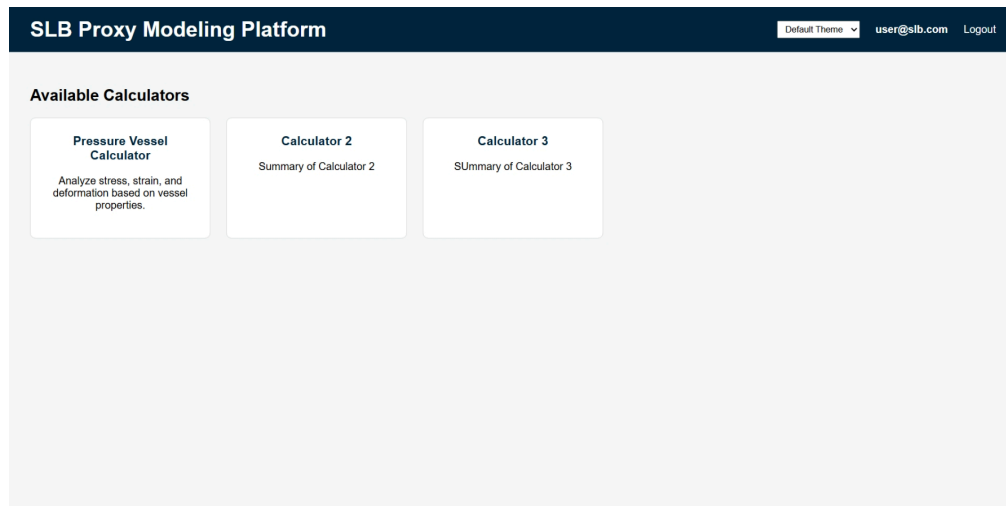 SLB Proxy Modeling Platform
Default Theme
user@slb.com
Logout
Available Calculators
Pressure Vessel
Calculator
Analyze stress, strain, and
deformation based on vessel
properties.
Calculator 2
Summary of Calculator 2
Calculator 3
SUmmary of Calculator 3